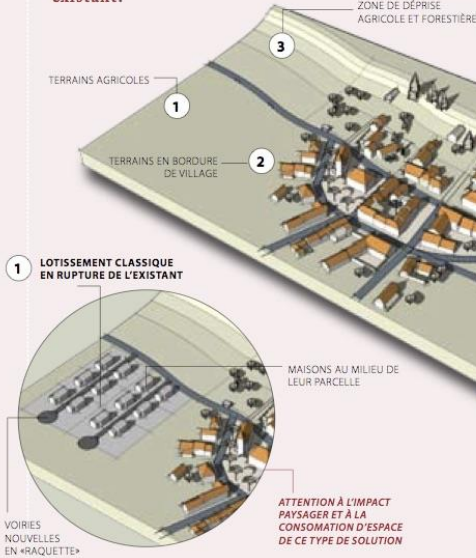 existant.
ZONE DE DÉPRISE
AGRICOLE ET FORESTIÈRE
3
TERRAINS AGRICOLES
1
TERRAINS EN BORDURE
DE VILLAGE
2
1
LOTISSEMENT CLASSIQUE
EN RUPTURE DE L'EXISTANT
MAISONS AU MILIEU DE
LEUR PARCELLE
VOIRIES
NOUVELLES
EN «RAQUETTE»
ATTENTION À L'IMPACT
PAYSAGER ET À LA
CONSOMATION D'ESPACE
DE CE TYPE DE SOLUTION